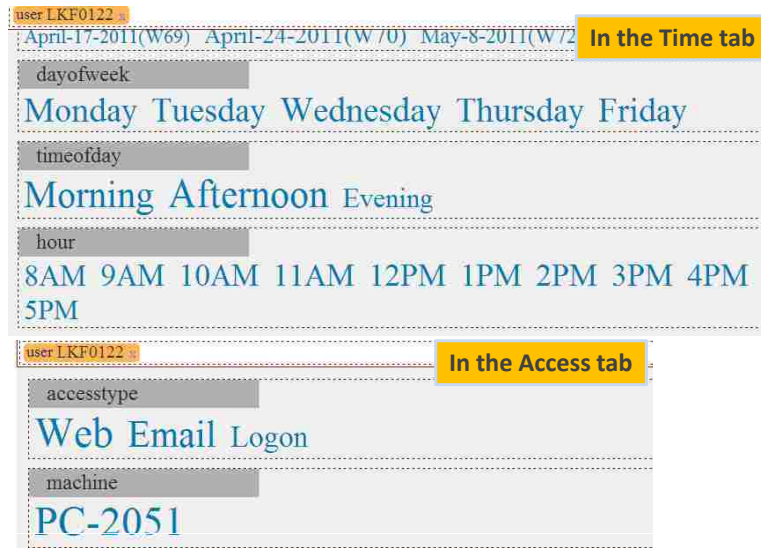 user LKF0122 x
April-17-2011(W69) April-24-2011(W70) May-8-2011(W72
In the Time tab
dayofweek
Monday Tuesday Wednesday Thursday Friday
timeofday
Morning Afternoon Evening
hour
8AM 9AM 10AM 11AM 12PM 1PM 2PM 3PM 4PM
5PM
user LKF0122 x
In the Access tab
accesstype
Web Email Logon
machine
PC-2051